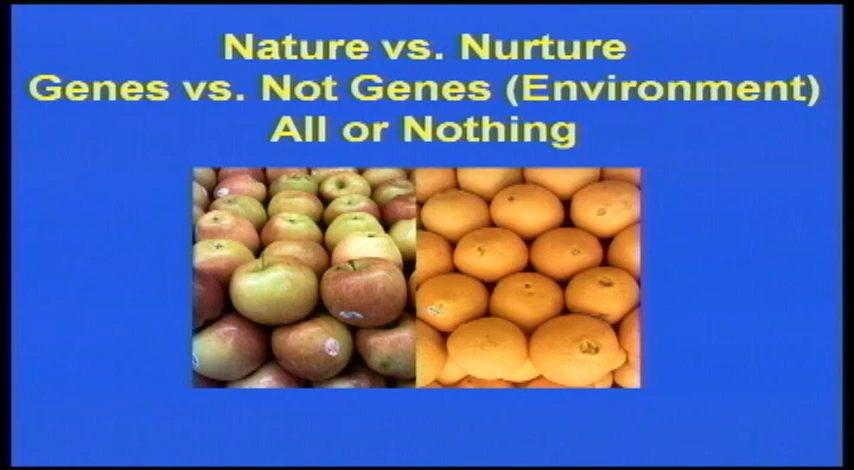 Nature vs. Nurture
Genes vs. Not Genes (Environment)
All or Nothing